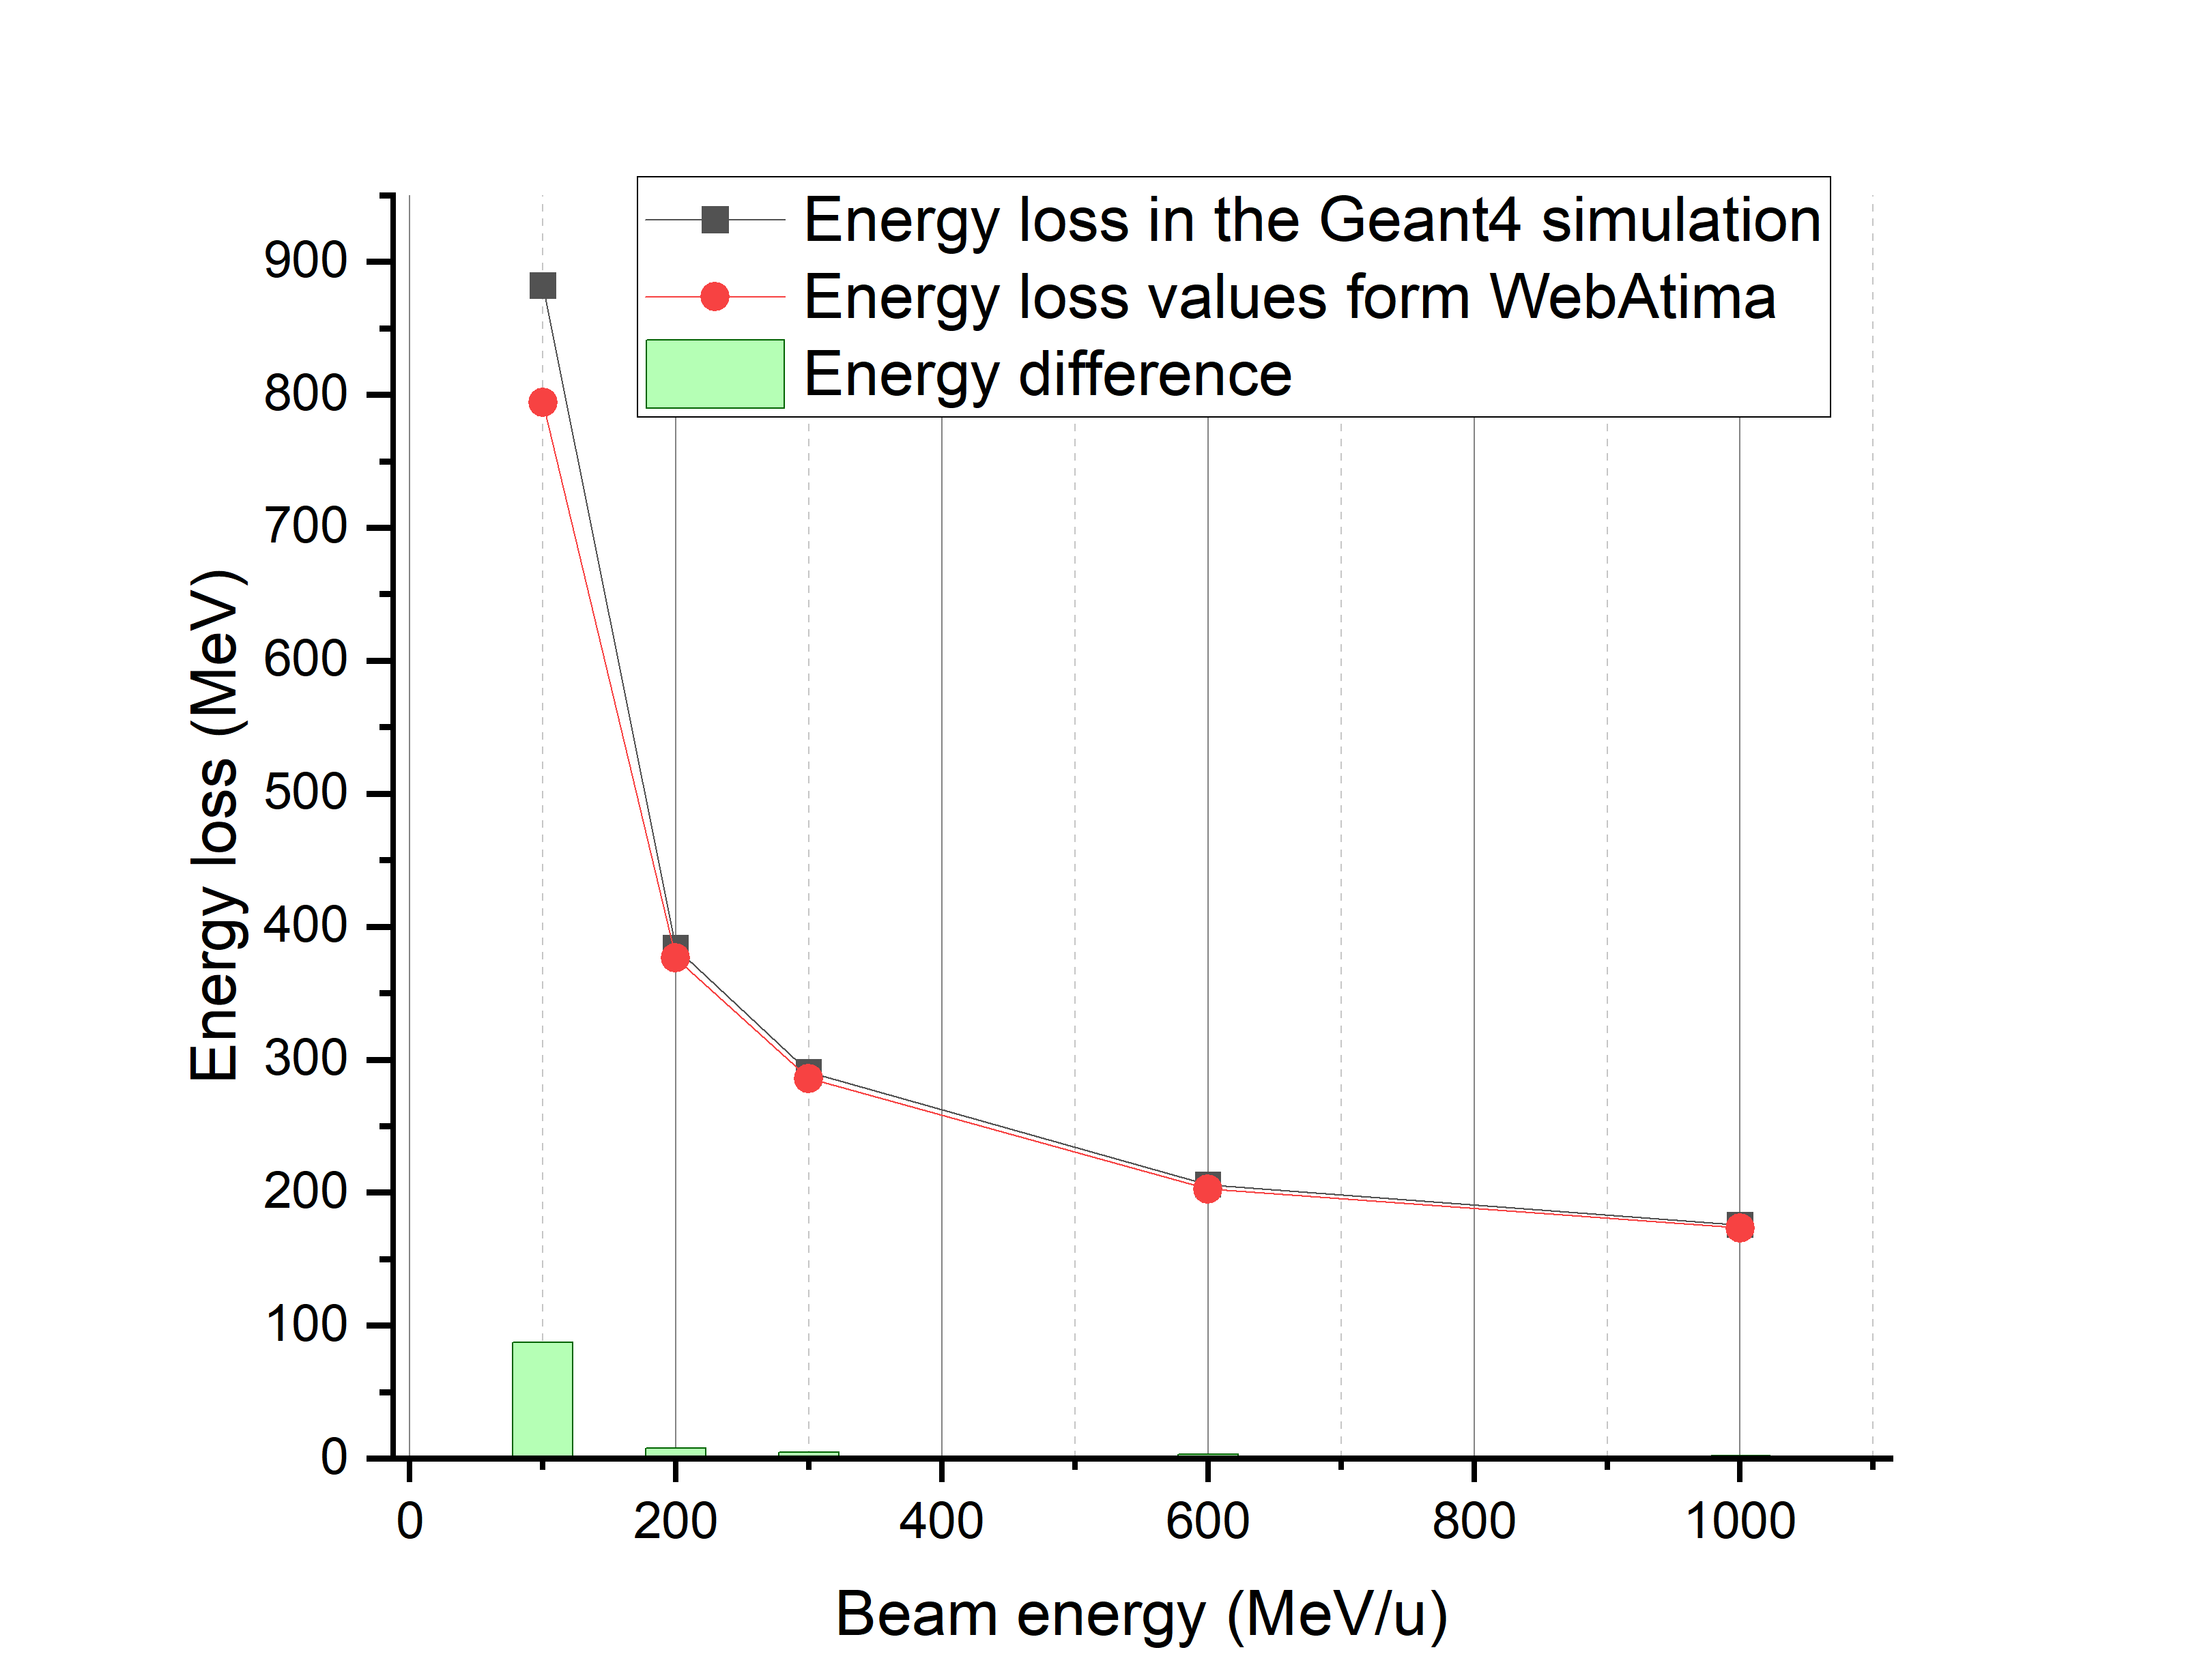 Energy loss in the Geant4 simulation
Energy loss values form WebAtima
Energy difference
900
800
700
600
500
400
300
200
100
0
Energy loss (MeV)
0 200 400 600 800 1000
Beam energy (MeV/u)